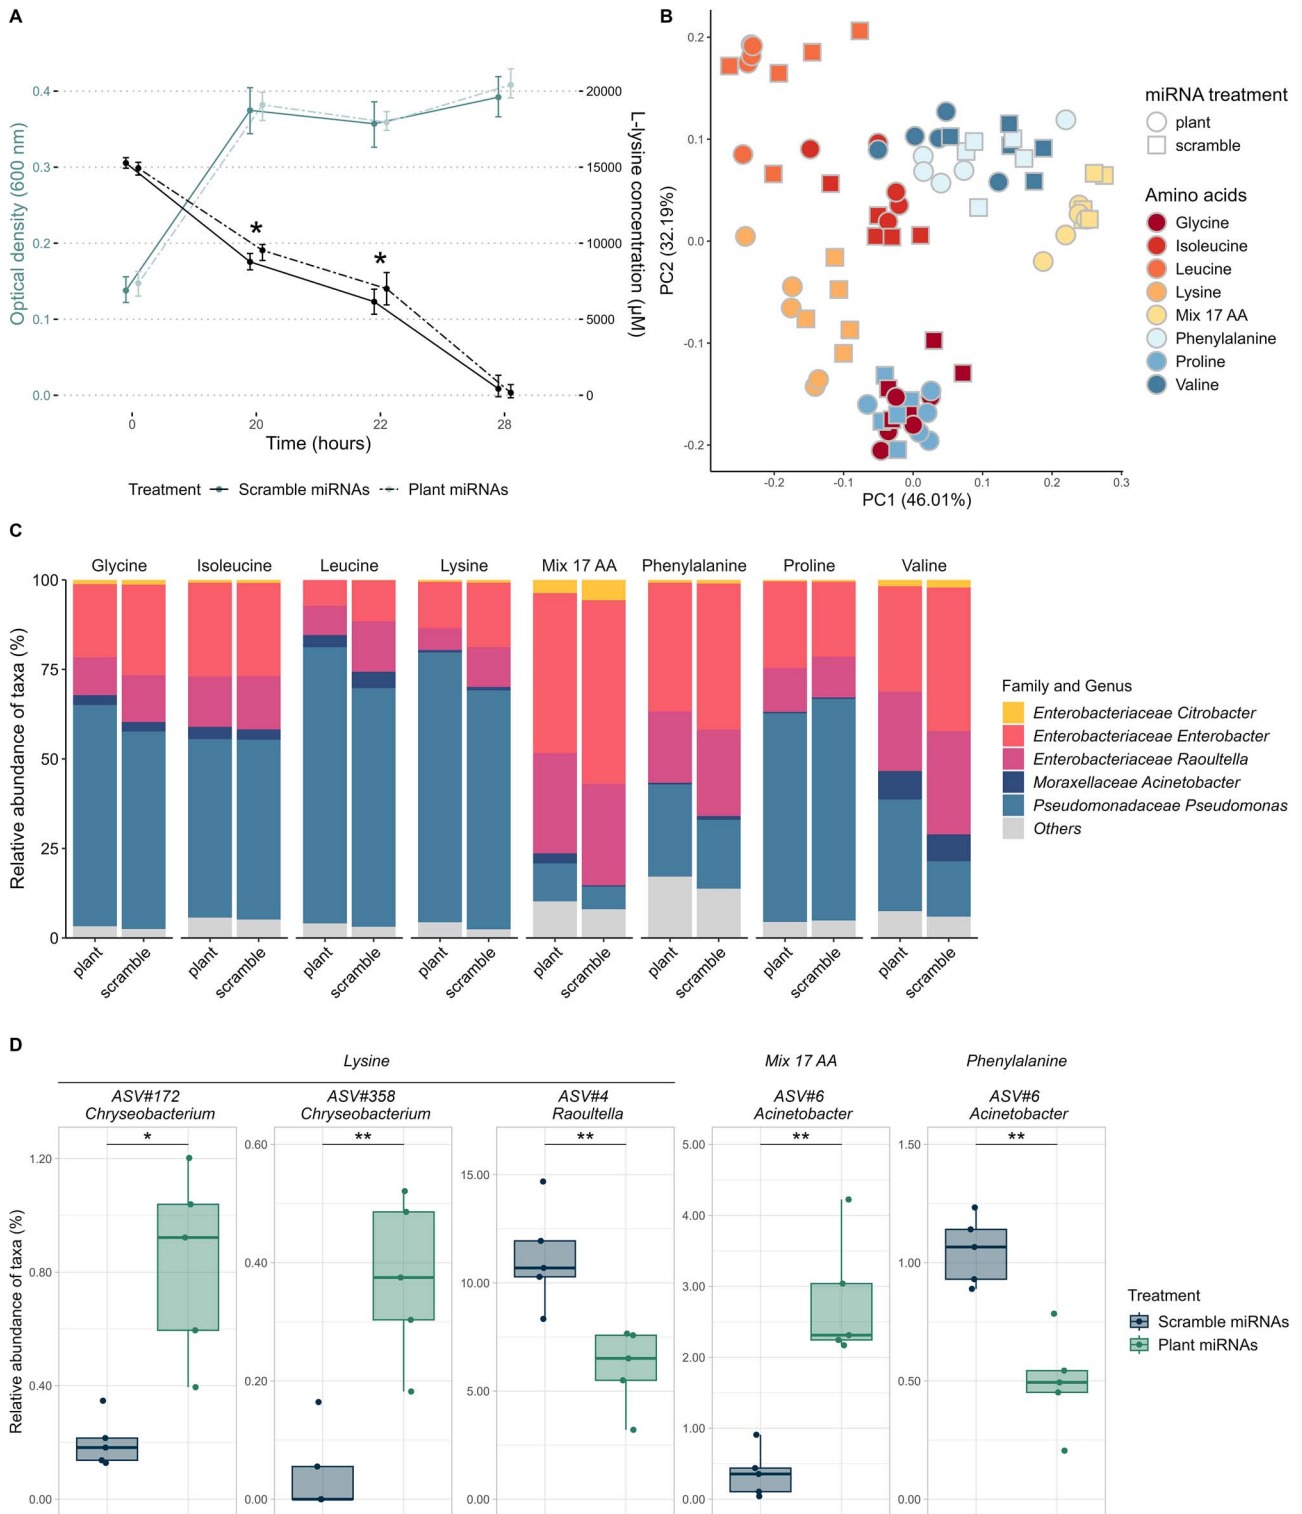 A
Optical density (600 nm)
0.4
0.3
0.2
0.1
0.0
20000
15000
10000
5000
0
L-lysine concentration (µM)
*
*
0
20
22
28
Time (hours)
Treatment
Scramble miRNAs
Plant miRNAs
B
PC2 (32.19%)
0.2
0.1
0.0
-0.1
-0.2
-0.2
-0.1
0.0
0.1
0.2
0.3
PC1 (46.01%)
miRNA treatment
plant
scramble
Amino acids
Glycine
Isoleucine
Leucine
Lysine
Mix 17 AA
Phenylalanine
Proline
Valine
C
Relative abundance of taxa (%)
100
75
50
25
0
Glycine
Isoleucine
Leucine
Lysine
Mix 17 AA
Phenylalanine
Proline
Valine
plant
scramble
plant
scramble
plant
scramble
plant
scramble
plant
scramble
plant
scramble
plant
scramble
plant
scramble
Family and Genus
Enterobacteriaceae Citrobacter
Enterobacteriaceae Enterobacter
Enterobacteriaceae Raoultella
Moraxellaceae Acinetobacter
Pseudomonadaceae Pseudomonas
Others
D
Relative abundance of taxa (%)
Lysine
Mix 17 AA
Phenylalanine
ASV#172
Chryseobacterium
*
1.20
0.80
0.40
0.00
ASV#358
Chryseobacterium
**
0.60
0.40
0.20
0.00
ASV#4
Raoultella
**
15.00
10.00
5.00
0.00
ASV#6
Acinetobacter
**
5.00
4.00
3.00
2.00
1.00
0.00
ASV#6
Acinetobacter
**
1.50
1.00
0.50
0.00
Treatment
Scramble miRNAs
Plant miRNAs